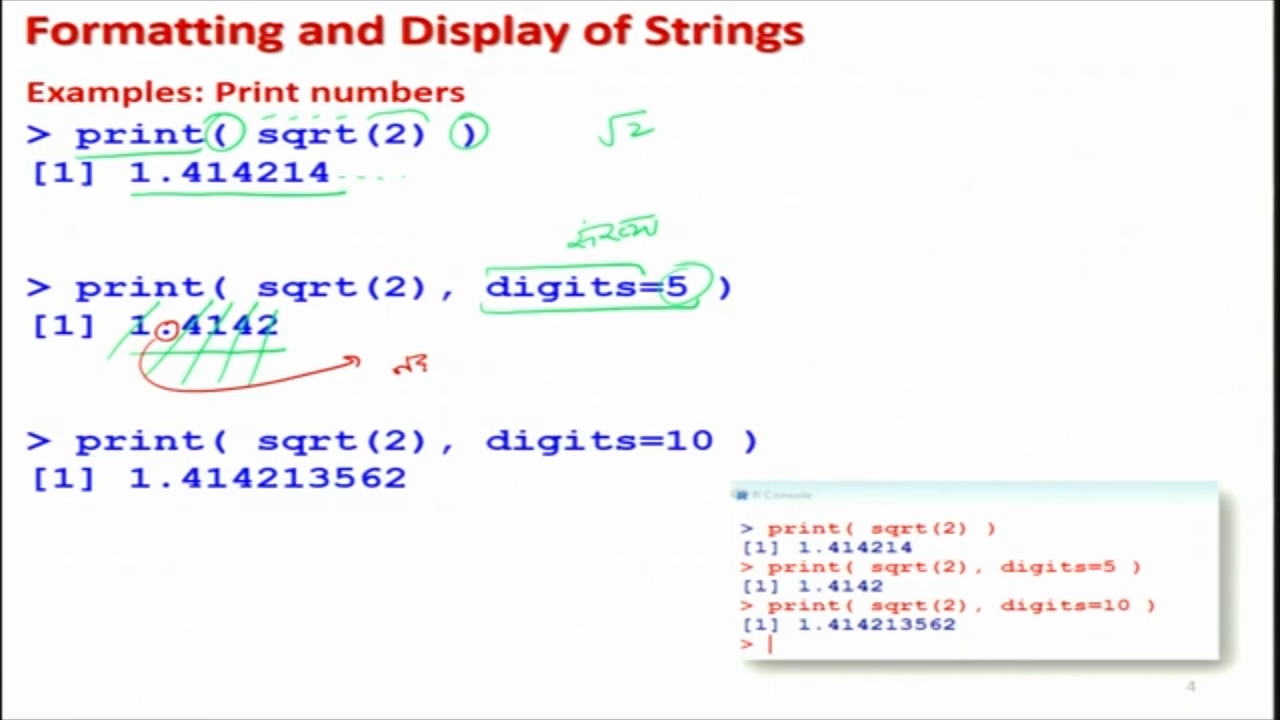 Formatting and Display of Strings
Examples: Print numbers
> print( sqrt(2) )
√2
[1] 1.414214
> print( sqrt(2), digits=5 )
[1] 1.4142
> print( sqrt(2), digits=10 )
[1] 1.414213562
R Console
> print( sqrt(2) )
[1] 1.414214
> print( sqrt(2), digits=5 )
[1] 1.4142
> print( sqrt(2), digits=10 )
[1] 1.414213562
>
4